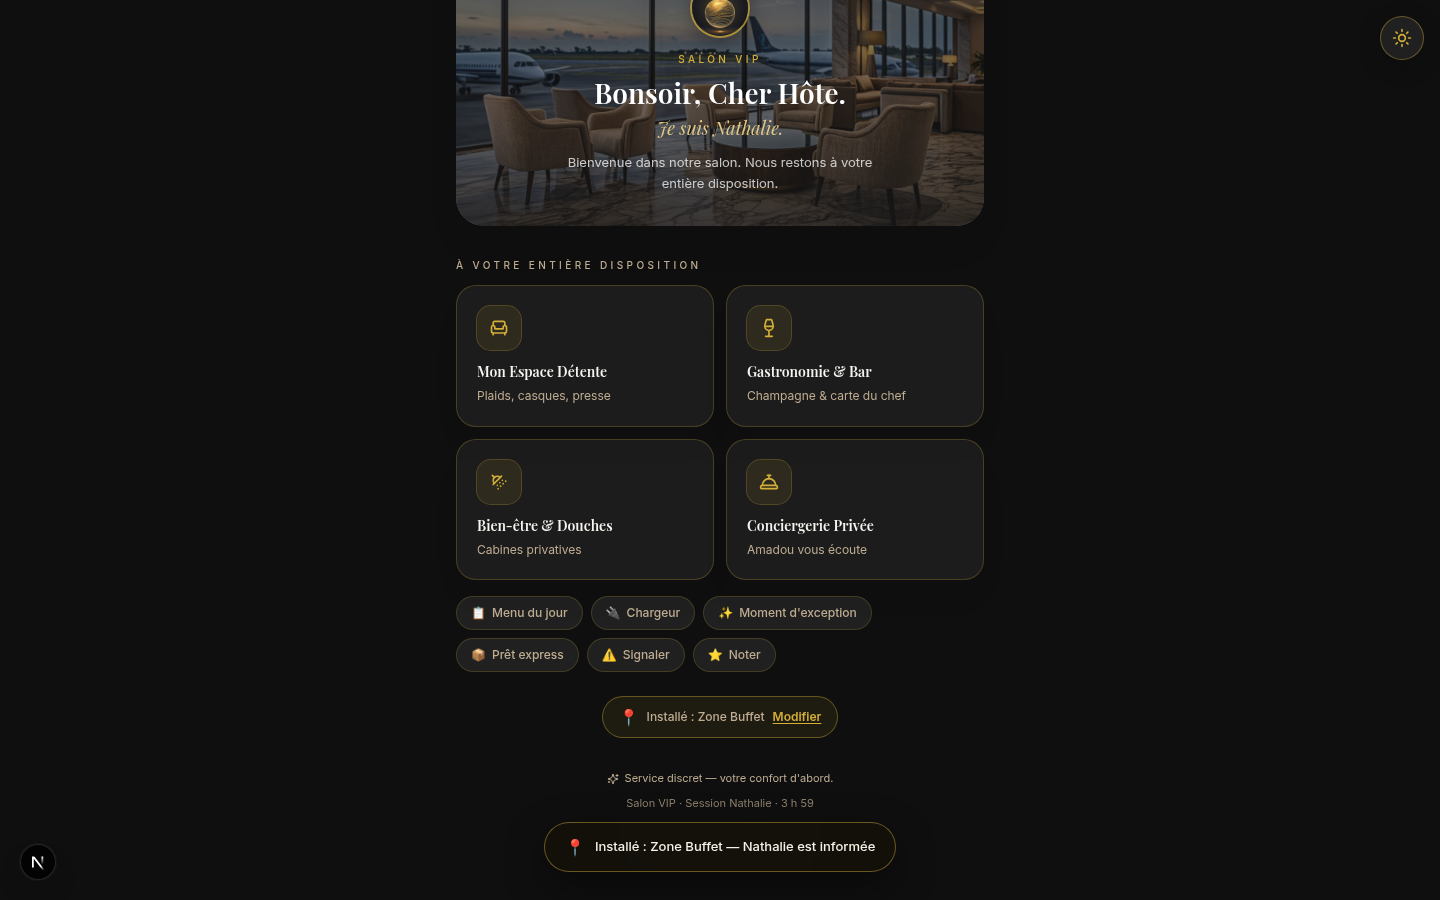 SALON VIP
Bonsoir, Cher Hôte.
Je suis Nathalie.
Bienvenue dans notre salon. Nous restons à votre
entière disposition.
À VOTRE ENTIÈRE DISPOSITION
Mon Espace Détente
Plaids, casques, presse
Gastronomie & Bar
Champagne & carte du chef
Bien-être & Douches
Cabines privatives
Conciergerie Privée
Amadou vous écoute
Menu du jour
Chargeur
Moment d'exception
Prêt express
Signaler
Noter
Installé : Zone Buffet Modifier
Service discret — votre confort d'abord.
Salon VIP · Session Nathalie · 3 h 59
Installé : Zone Buffet — Nathalie est informée
N